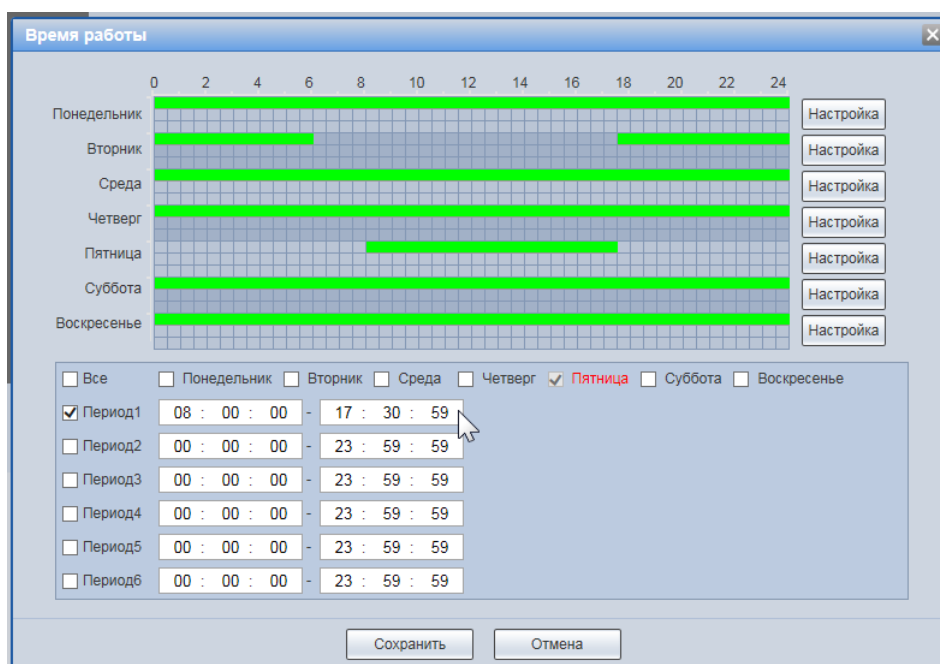 Время работы
0 2 4 6 8 10 12 14 16 18 20 22 24
Понедельник Настройка
Вторник Настройка
Среда Настройка
Четверг Настройка
Пятница Настройка
Суббота Настройка
Воскресенье Настройка
Все Понедельник Вторник Среда Четверг Пятница Суббота Воскресенье
Период1 08 : 00 : 00 - 17 : 30 : 59
Период2 00 : 00 : 00 - 23 : 59 : 59
Период3 00 : 00 : 00 - 23 : 59 : 59
Период4 00 : 00 : 00 - 23 : 59 : 59
Период5 00 : 00 : 00 - 23 : 59 : 59
Период6 00 : 00 : 00 - 23 : 59 : 59
Сохранить Отмена